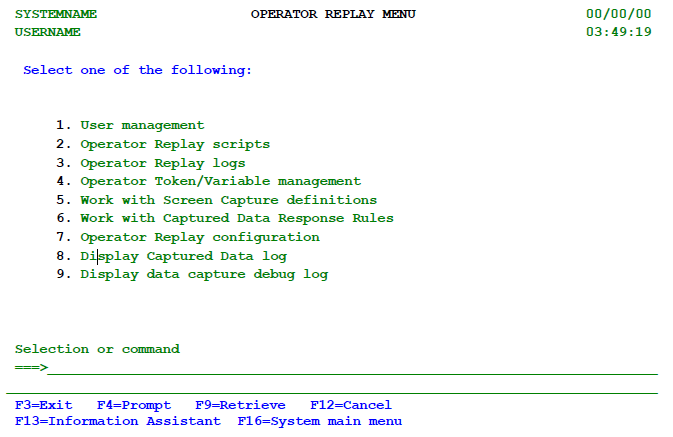 SYSTEMNAME OPERATOR REPLAY MENU 00/00/00
USERNAME 03:49:19
Select one of the following:
1. User management
2. Operator Replay scripts
3. Operator Replay logs
4. Operator Token/Variable management
5. Work with Screen Capture definitions
6. Work with Captured Data Response Rules
7. Operator Replay configuration
8. Display Captured Data log
9. Display data capture debug log
Selection or command
===>
F3=Exit F4=Prompt F9=Retrieve F12=Cancel
F13=Information Assistant F16=System main menu